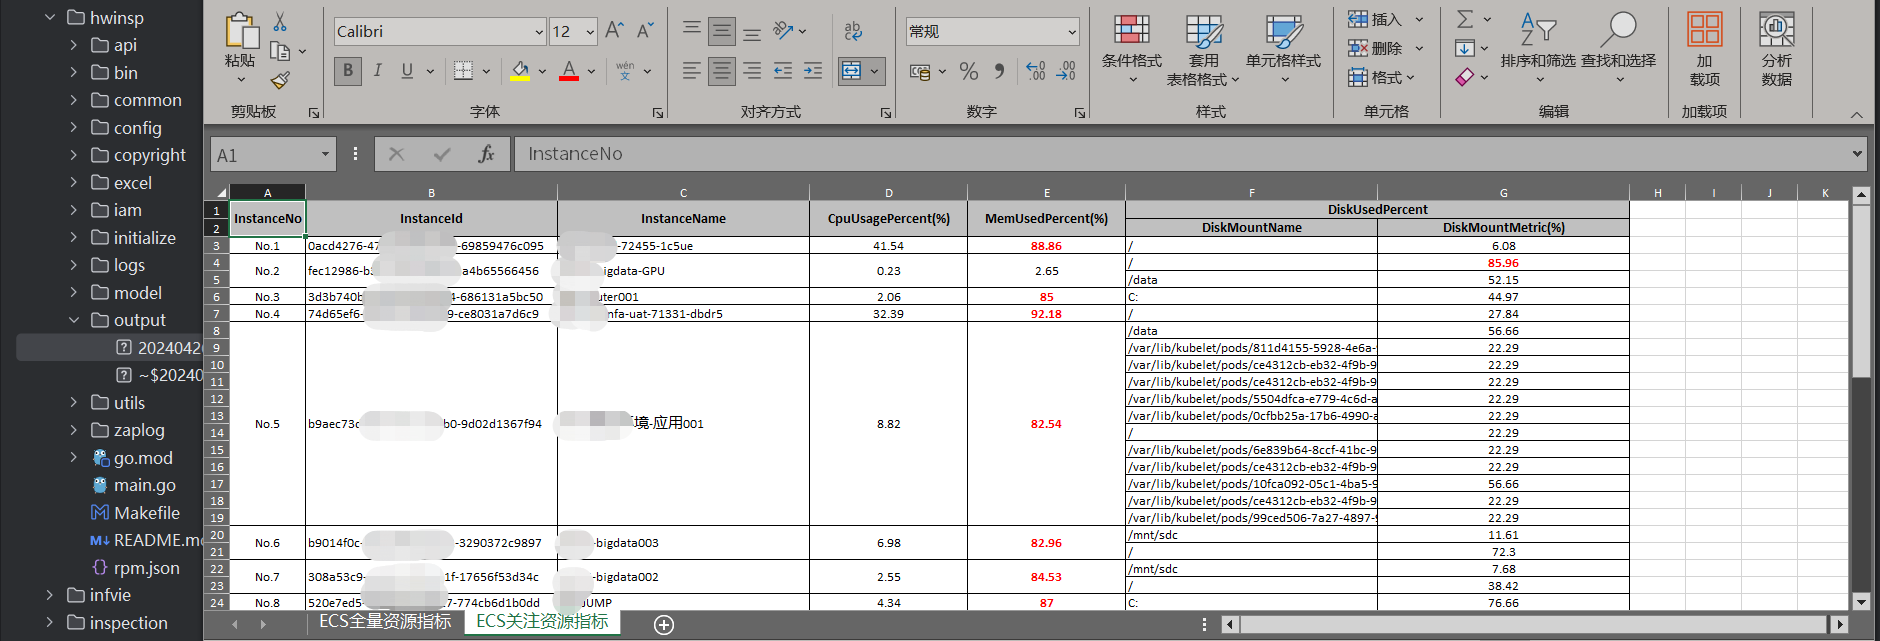 hwinsp
api
bin
common
config
copyright
excel
iam
initialize
logs
model
output
2024042
~$20240
utils
zaplog
go.mod
main.go
Makefile
README.m
rpm.json
infvie
inspection
粘贴
剪贴板
Calibri 12
B I U wén 文
字体
ab
对齐方式
常规
% .00 .00
数字
条件格式 套用 表格格式 单元格样式
样式
插入
删除
格式
单元格
排序和筛选 查找和选择
编辑
加 载项
加载项
分析 数据
A1 fx InstanceNo
A B C D E F G H I J K
1 InstanceNo InstanceId InstanceName CpuUsagePercent(%) MemUsedPercent(%) DiskUsedPercent
2 DiskMountName DiskMountMetric(%)
3 No.1 0acd4276-47 -69859476c095 -72455-1c5ue 41.54 88.86 / 6.08
4 No.2 fec12986-b a4b65566456 igdata-GPU 0.23 2.65 / 85.96
5 /data 52.15
6 No.3 3d3b740b 4-686131a5bc50 uter001 2.06 85 C: 44.97
7 No.4 74d65ef6- 9-ce8031a7d6c9 nfa-uat-71331-dbdr5 32.39 92.18 / 27.84
8 /data 56.66
9 /var/lib/kubelet/pods/811d4155-5928-4e6a- 22.29
10 /var/lib/kubelet/pods/ce4312cb-eb32-4f9b-9 22.29
11 /var/lib/kubelet/pods/ce4312cb-eb32-4f9b-9 22.29
12 /var/lib/kubelet/pods/5504dfca-e779-4c6d-a 22.29
13 No.5 b9aec73c b0-9d02d1367f94 境-应用001 8.82 82.54 /var/lib/kubelet/pods/0cfbb25a-17b6-4990-a 22.29
14 / 22.29
15 /var/lib/kubelet/pods/6e839b64-8ccf-41bc-9 22.29
16 /var/lib/kubelet/pods/ce4312cb-eb32-4f9b-9 22.29
17 /var/lib/kubelet/pods/10fca092-05c1-4ba5-9 56.66
18 /var/lib/kubelet/pods/ce4312cb-eb32-4f9b-9 22.29
19 /var/lib/kubelet/pods/99ced506-7a27-4897-9 22.29
20 No.6 b9014f0c- -3290372c9897 -bigdata003 6.98 82.96 /mnt/sdc 11.61
21 / 72.3
22 No.7 308a53c9- 1f-17656f53d34c -bigdata002 2.55 84.53 /mnt/sdc 7.68
23 / 38.42
24 No.8 520e7ed5- 7-774cb6d1b0dd JUMP 4.34 87 C: 76.66
ECS全量资源指标 ECS关注资源指标